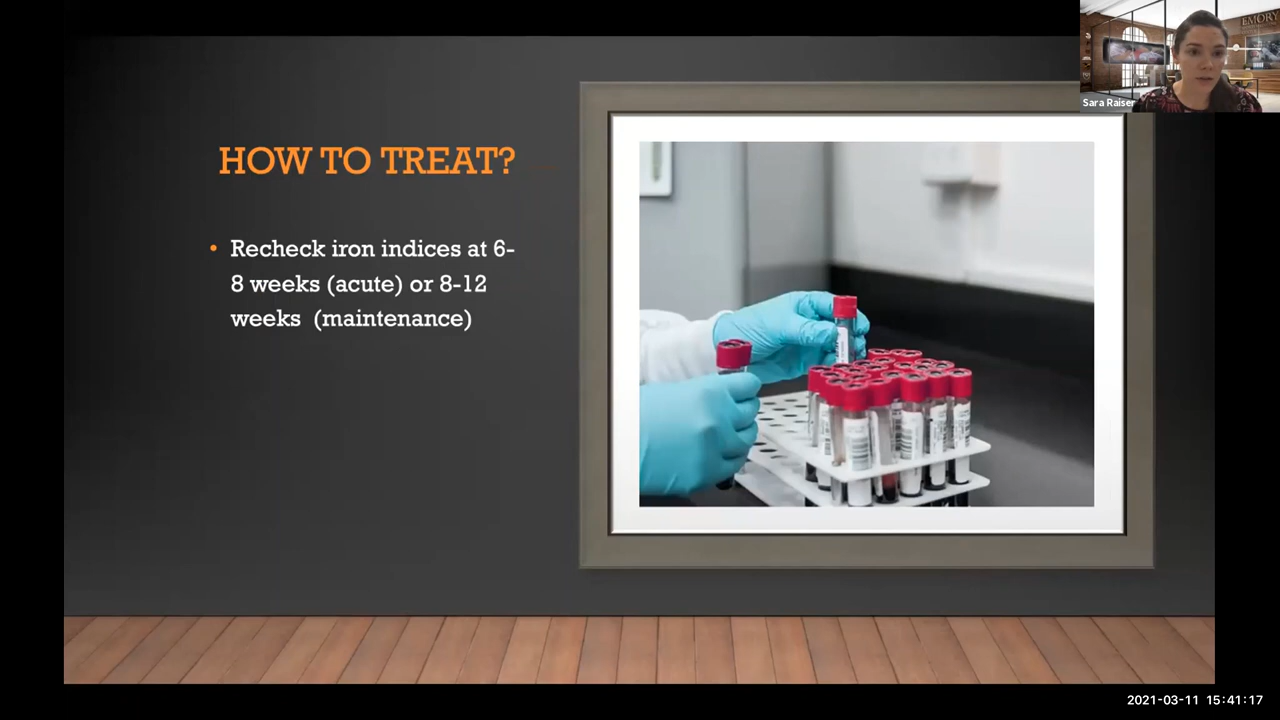 EMORY
Sara Raiser
HOW TO TREAT?
• Recheck iron indices at 6-
8 weeks (acute) or 8-12
weeks (maintenance)
2021-03-11 15:41:17